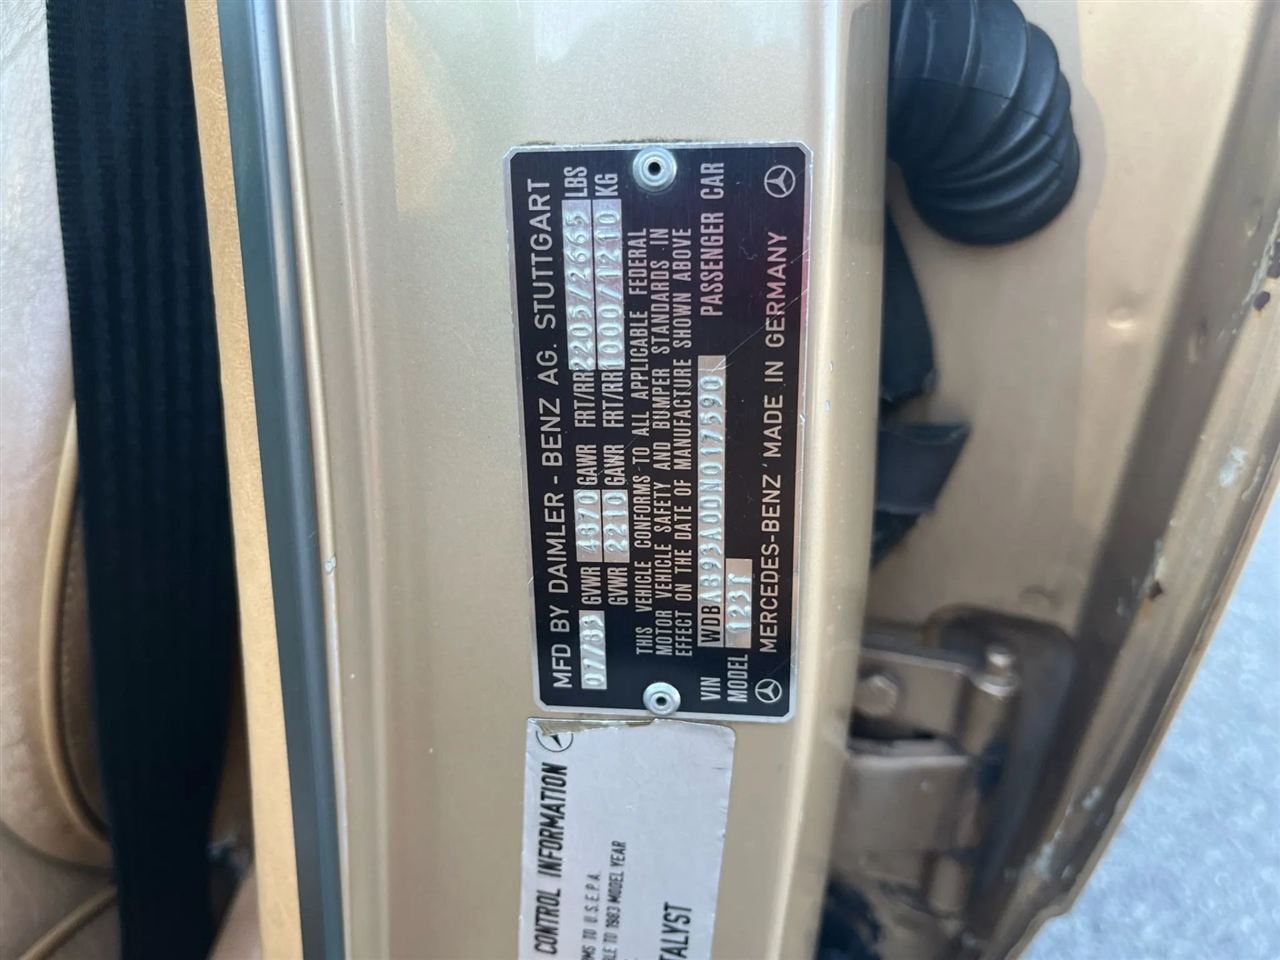 MFD BY DAIMLER - BENZ AG. STUTTGART
07/83 GVWR 4870 GAWR FRT/RR 2205/2665 LBS
GVWR 2210 GAWR FRT/RR 1000/1210 KG
THIS VEHICLE CONFORMS TO ALL APPLICABLE FEDERAL
MOTOR VEHICLE SAFETY AND BUMPER STANDARDS IN
EFFECT ON THE DATE OF MANUFACTURE SHOWN ABOVE
VIN WDBAB93A0DN017590 PASSENGER CAR
MODEL 123T
MERCEDES-BENZ MADE IN GERMANY
CONTROL INFORMATION
TO U.S.E.P.A.
TO 1983 MODEL YEAR